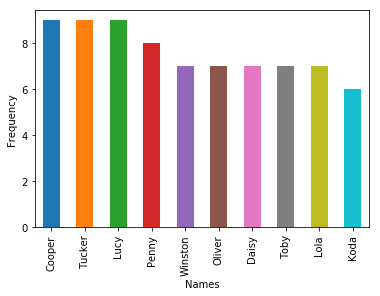 Frequency
8
6
4
2
0
Cooper
Tucker
Lucy
Penny
Winston
Oliver
Daisy
Toby
Lola
Koda
Names